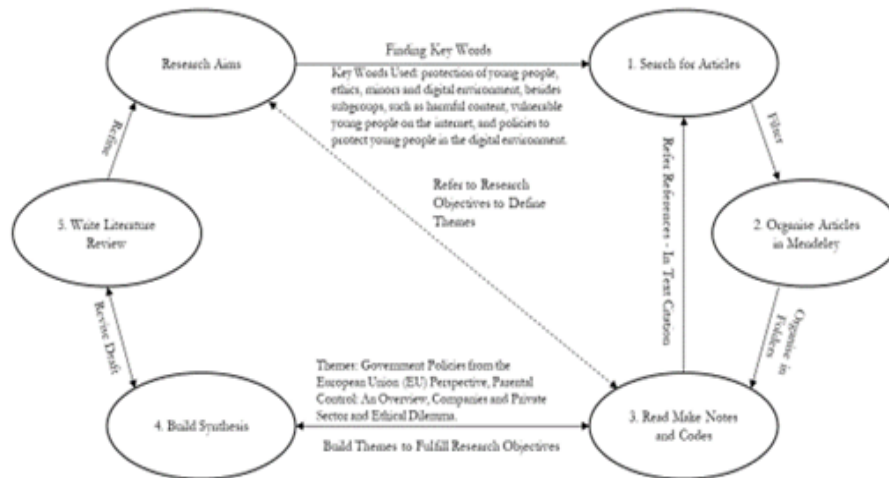 Research Aims
Finding Key Words
Key Words Used: protection of young people,
ethics, minors and digital environment, besides
subgroups, such as harmful content, vulnerable
young people on the internet, and policies to
protect young people in the digital environment.
1. Search for Articles
Filter
2. Organise Articles
in Mendeley
Organise in
Folders
3. Read Make Notes
and Codes
Refer References - In Text Citation
Refer to Research
Objectives to Define
Themes
Themes: Government Policies from the
European Union (EU) Perspective, Parental
Control: An Overview, Companies and Private
Sector and Ethical Dilemma.
Build Themes to Fulfill Research Objectives
4. Build Synthesis
Revise Draft
5. Write Literature
Review
Refine